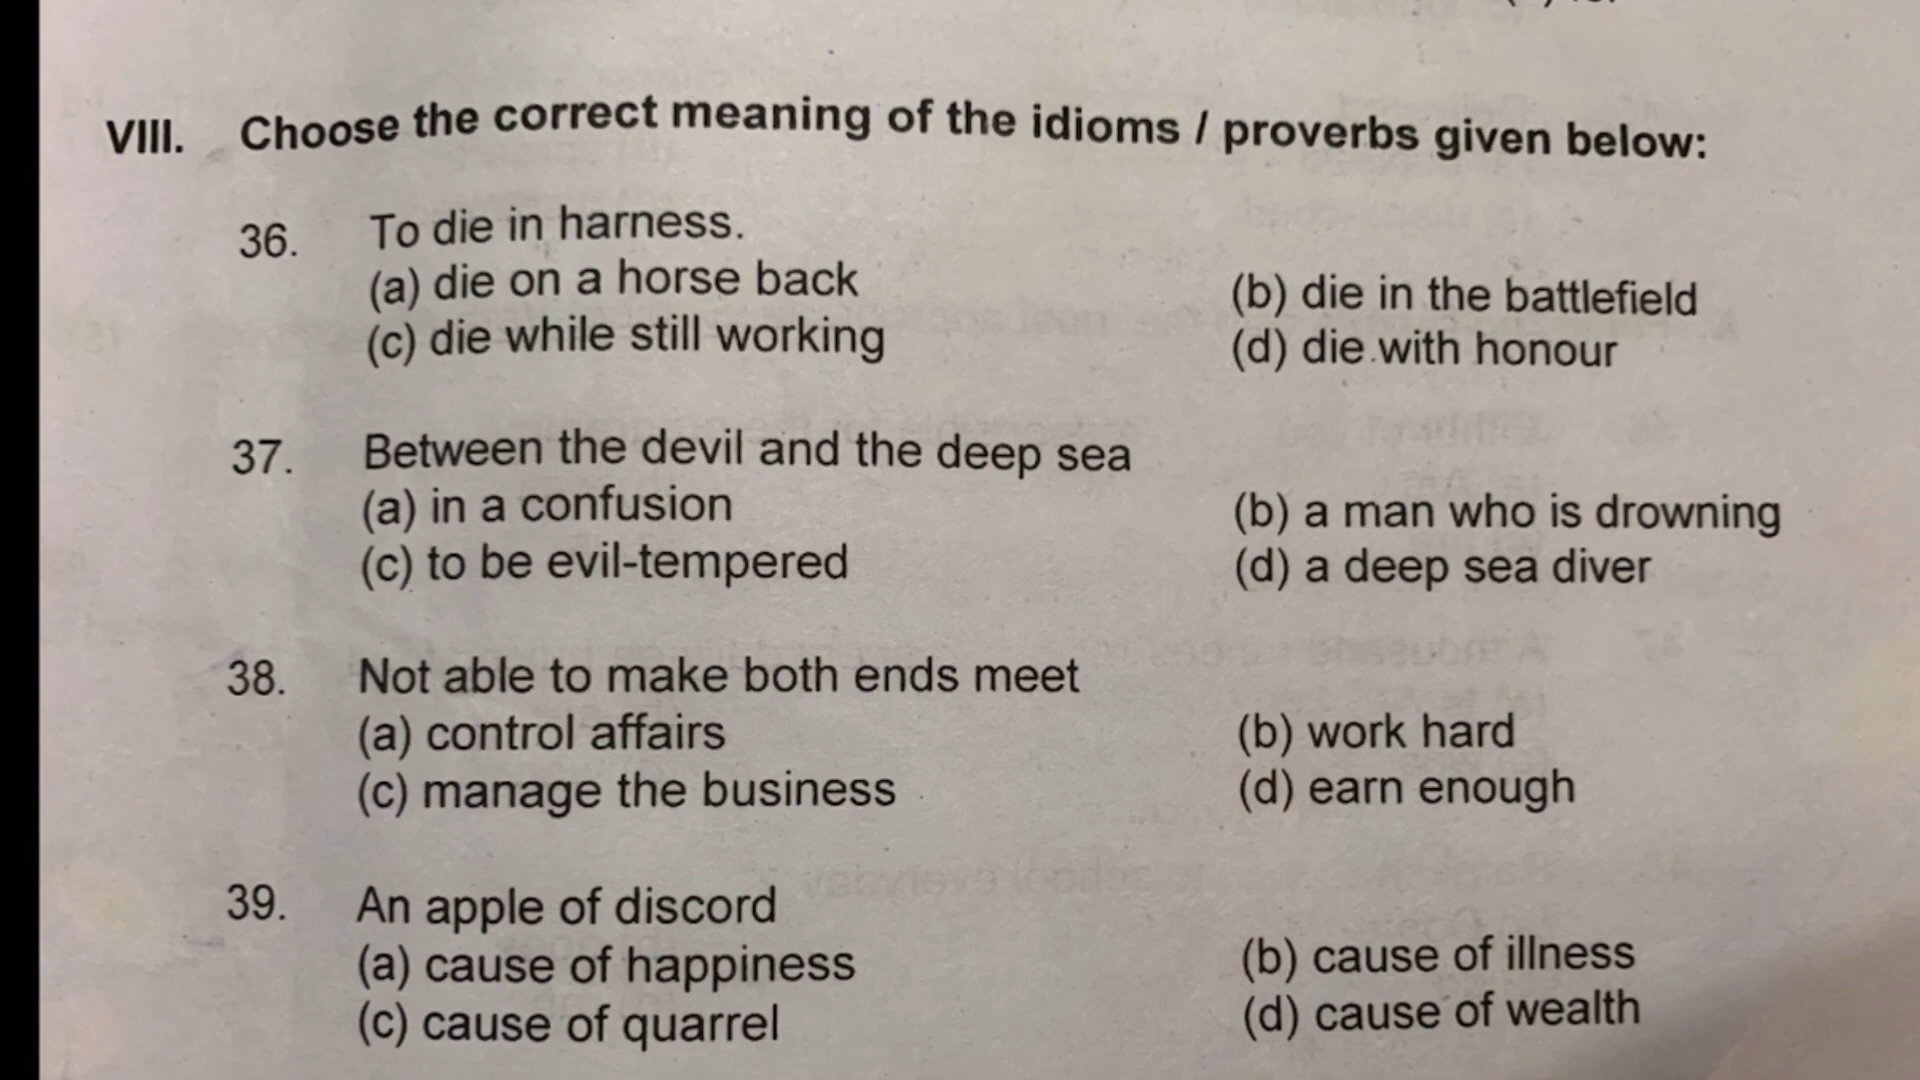 VIII. Choose the correct meaning of the idioms / proverbs given below:
36. To die in harness.
(a) die on a horse back (b) die in the battlefield
(c) die while still working (d) die with honour
37. Between the devil and the deep sea
(a) in a confusion (b) a man who is drowning
(c) to be evil-tempered (d) a deep sea diver
38. Not able to make both ends meet
(a) control affairs (b) work hard
(c) manage the business (d) earn enough
39. An apple of discord
(a) cause of happiness (b) cause of illness
(c) cause of quarrel (d) cause of wealth